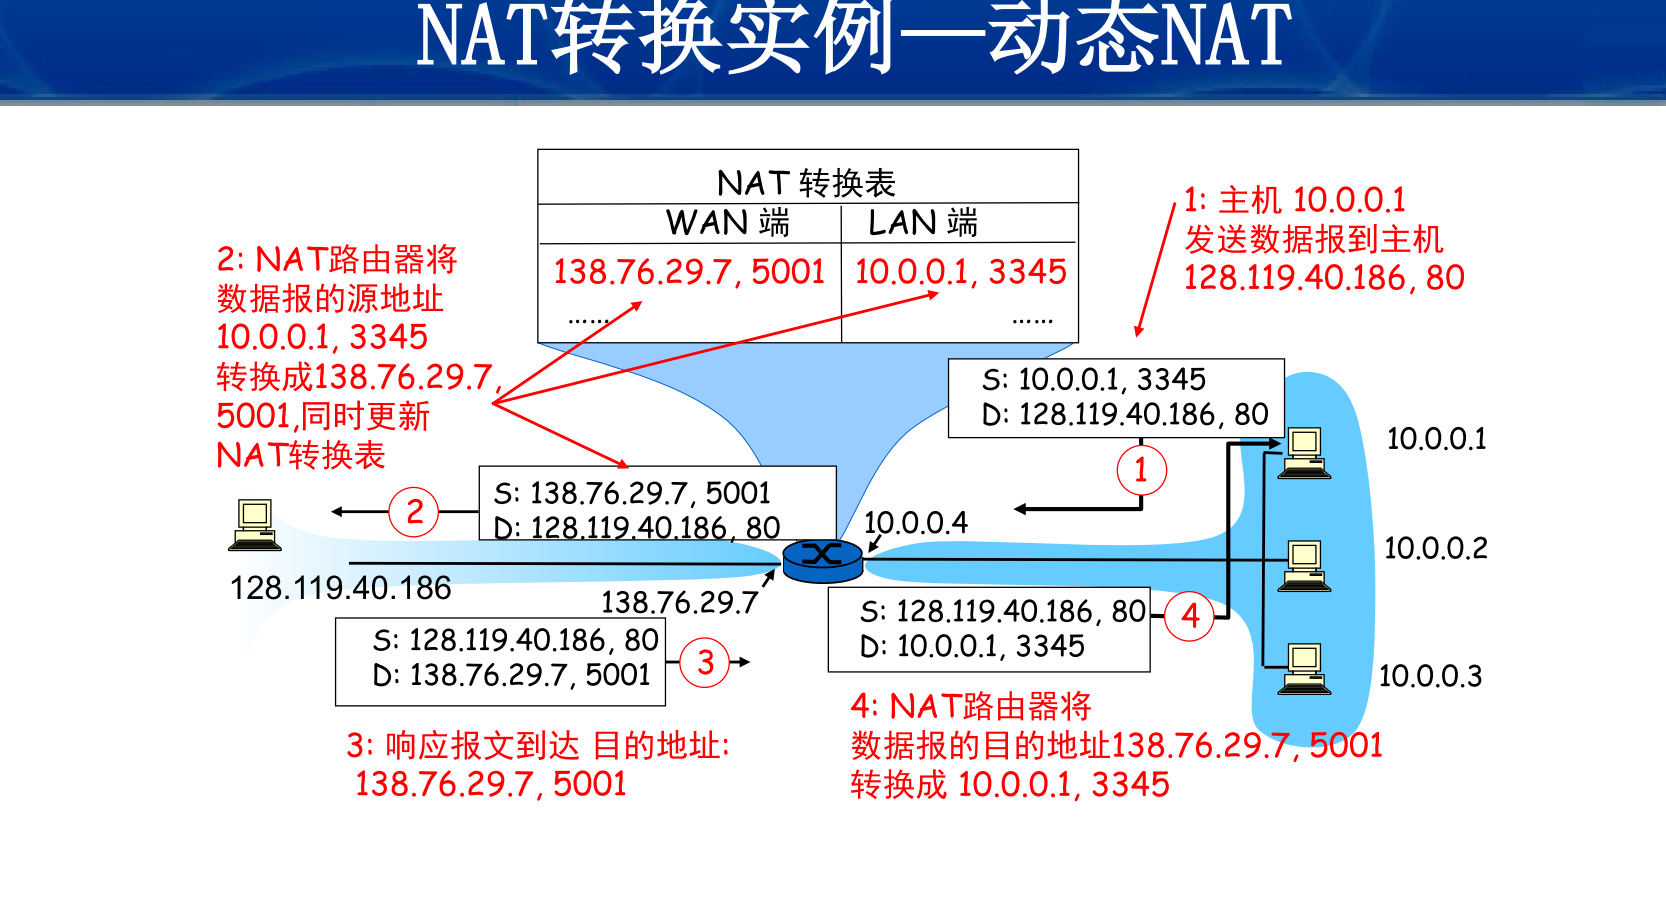 NAT转换实例—动态NAT
NAT 转换表
WAN 端 LAN 端
138.76.29.7, 5001 10.0.0.1, 3345
…… ……
1: 主机 10.0.0.1
发送数据报到主机
128.119.40.186, 80
2: NAT路由器将
数据报的源地址
10.0.0.1, 3345
转换成138.76.29.7,
5001,同时更新
NAT转换表
S: 10.0.0.1, 3345
D: 128.119.40.186, 80
1
10.0.0.1
S: 138.76.29.7, 5001
D: 128.119.40.186, 80
2
10.0.0.4
10.0.0.2
128.119.40.186
138.76.29.7
S: 128.119.40.186, 80
D: 10.0.0.1, 3345
4
S: 128.119.40.186, 80
D: 138.76.29.7, 5001
3
10.0.0.3
3: 响应报文到达 目的地址:
138.76.29.7, 5001
4: NAT路由器将
数据报的目的地址138.76.29.7, 5001
转换成 10.0.0.1, 3345